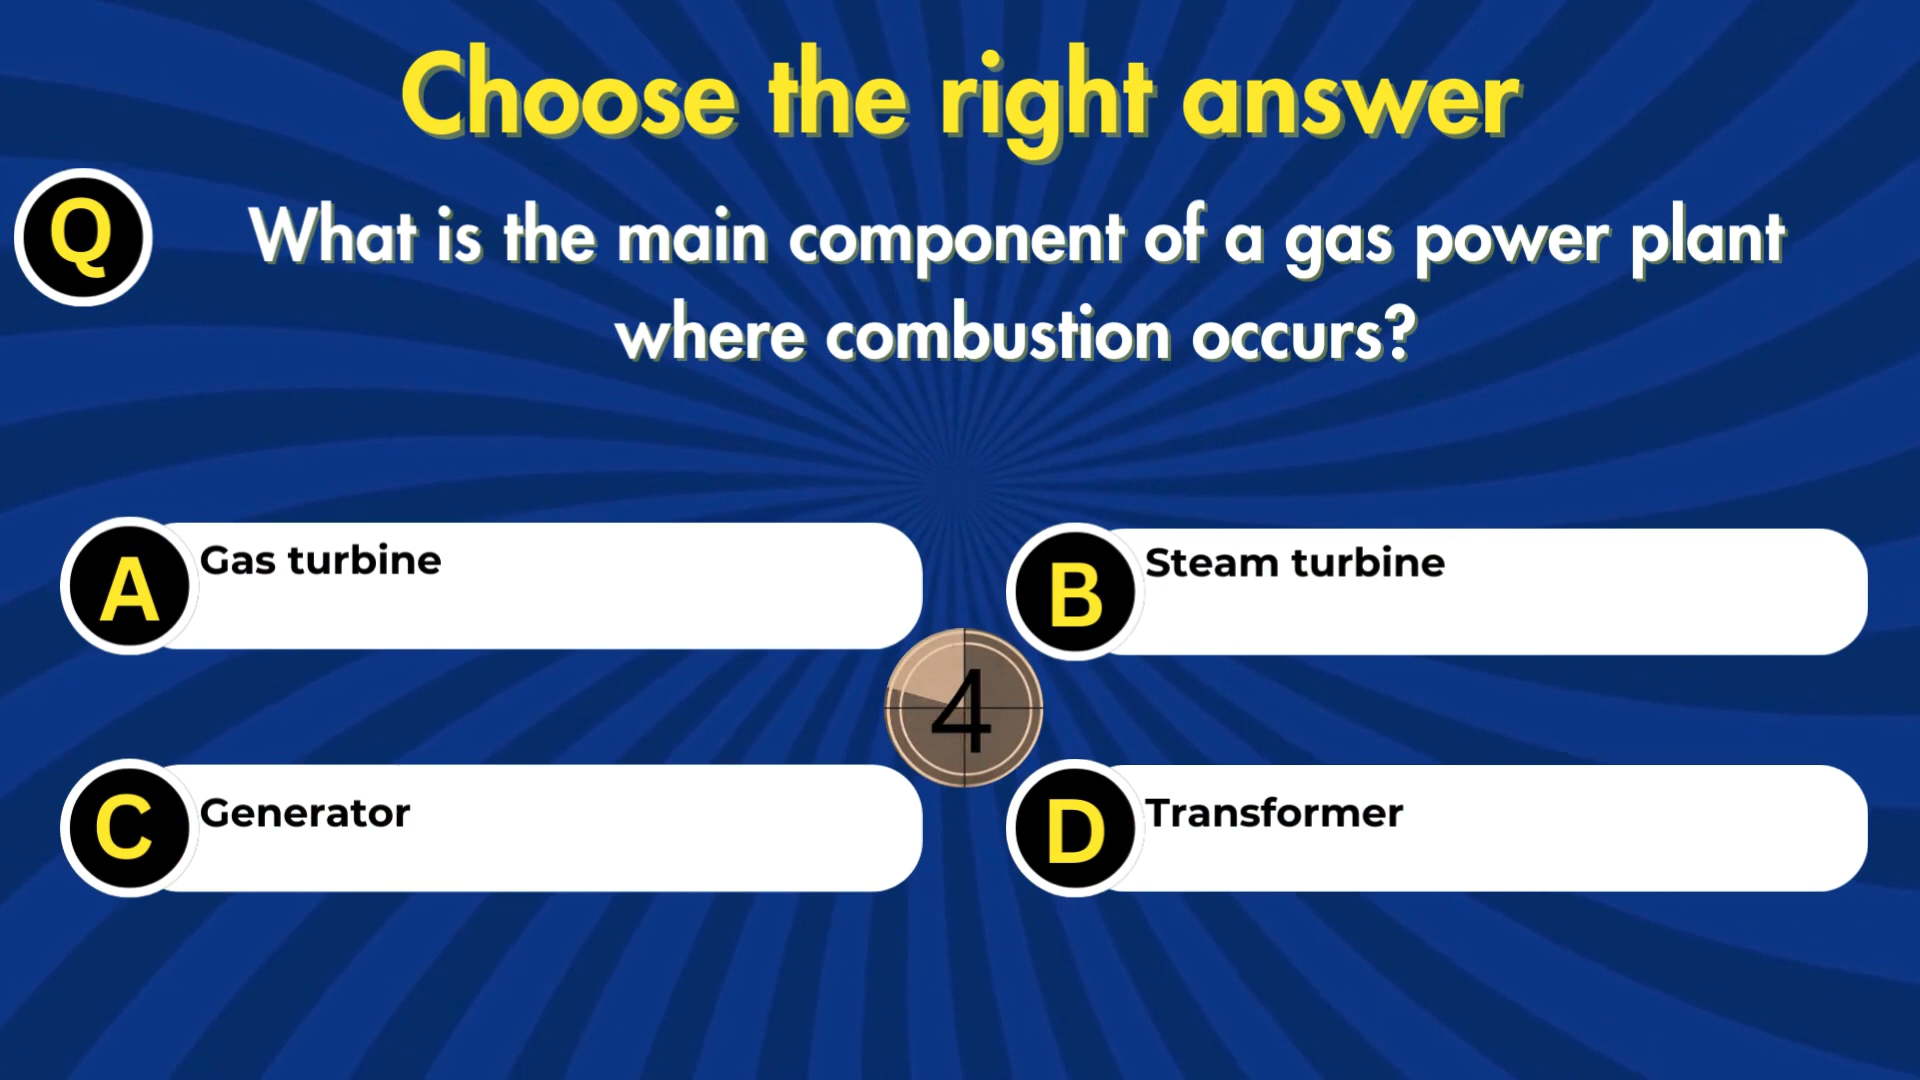 Choose the right answer
Q
What is the main component of a gas power plant
where combustion occurs?
A
Gas turbine
B
Steam turbine
4
C
Generator
D
Transformer